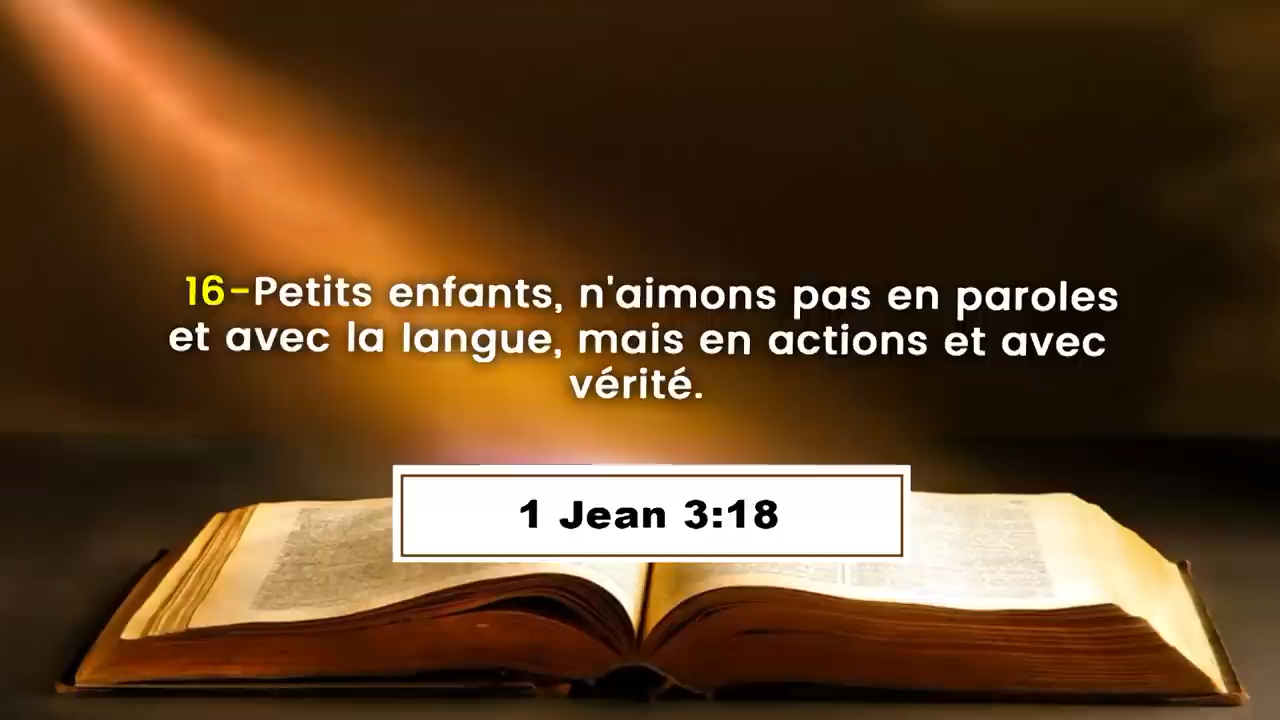 16-Petits enfants, n'aimons pas en paroles
et avec la langue, mais en actions et avec
vérité.
1 Jean 3:18